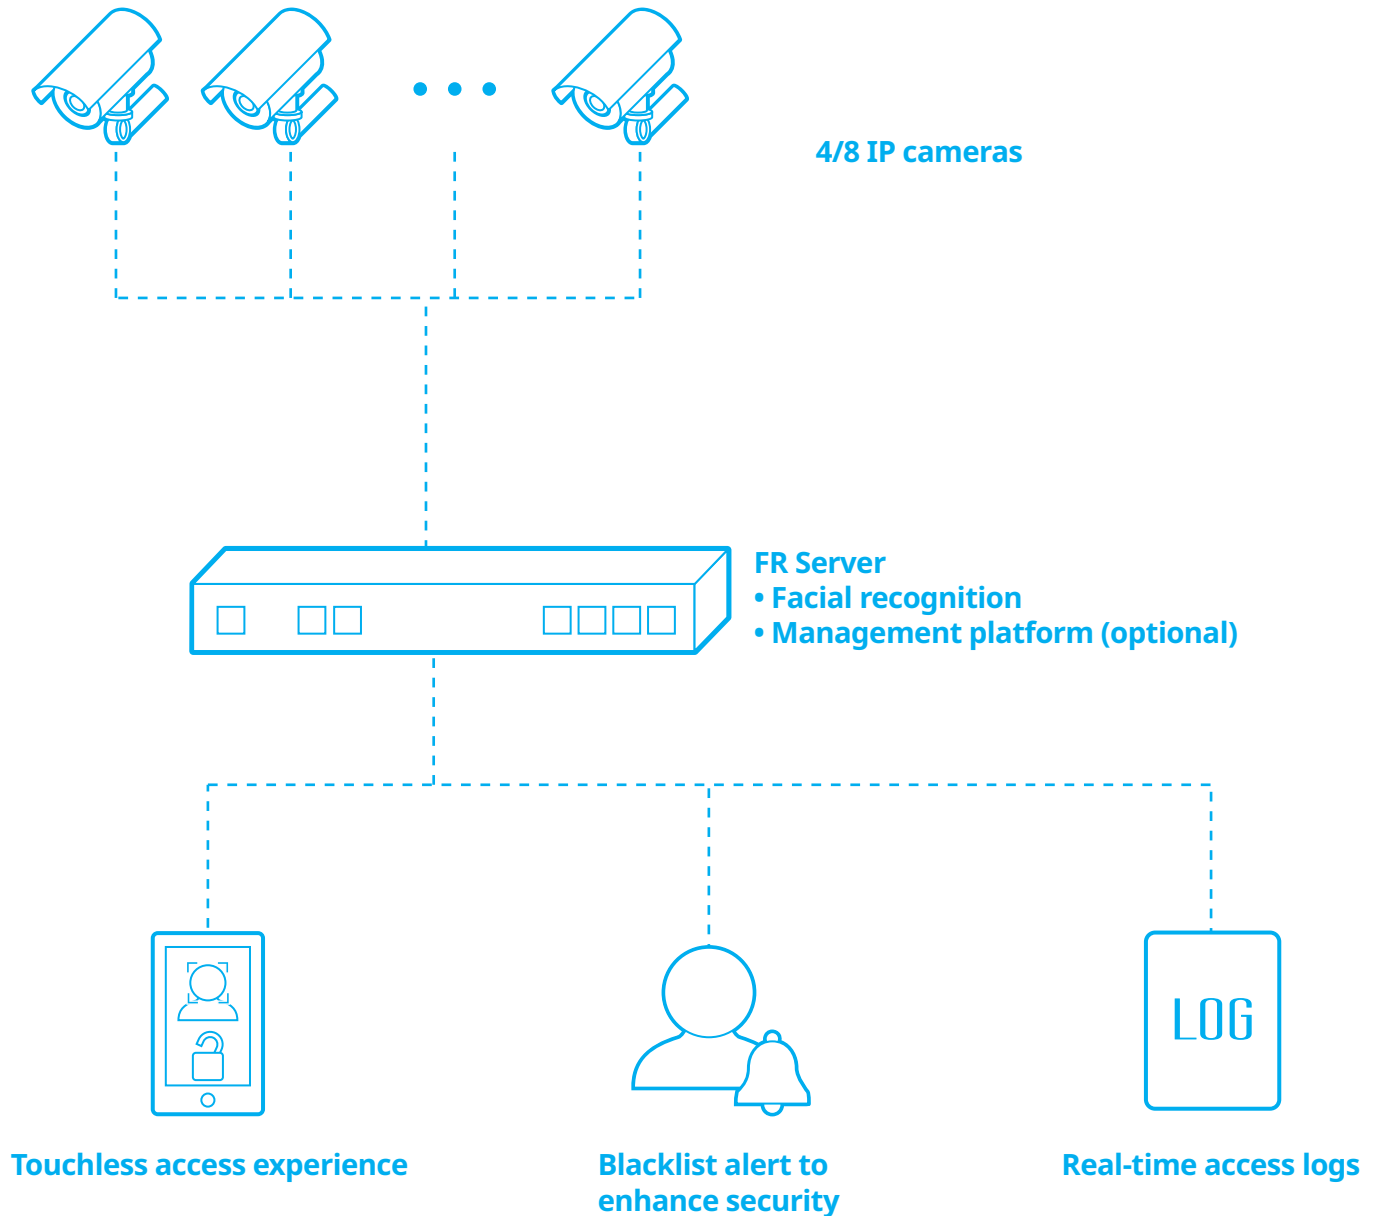 4/8 IP cameras
FR Server
• Facial recognition
• Management platform (optional)
LOG
Touchless access experience
Blacklist alert to
enhance security
Real-time access logs